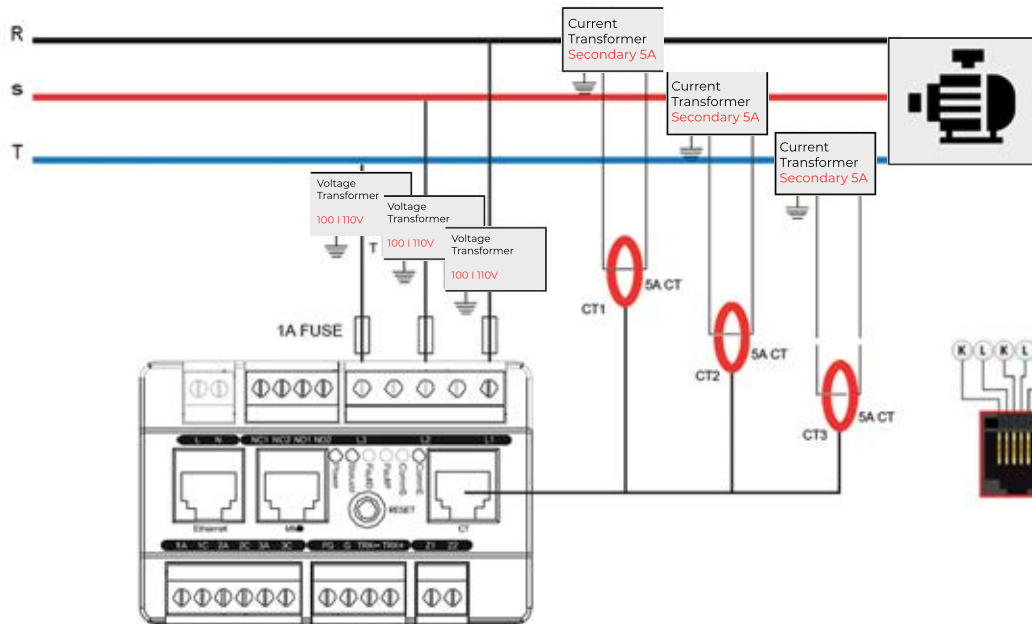 R
S
T
Current
Transformer
Secondary 5A
Current
Transformer
Secondary 5A
Current
Transformer
Secondary 5A
Voltage
Transformer
100 I 110V
Voltage
Transformer
100 I 110V
Voltage
Transformer
100 I 110V
T
5A CT
CT1
5A CT
CT2
5A CT
CT3
1A FUSE
K L K L
L N NC1 NC2 NO1 NO2 L3 L2 L1
Power
RESET
Ethernet
CT
1A 1C 2A 2C 3A 3C FG G TRX- TRX+ Z1 Z2